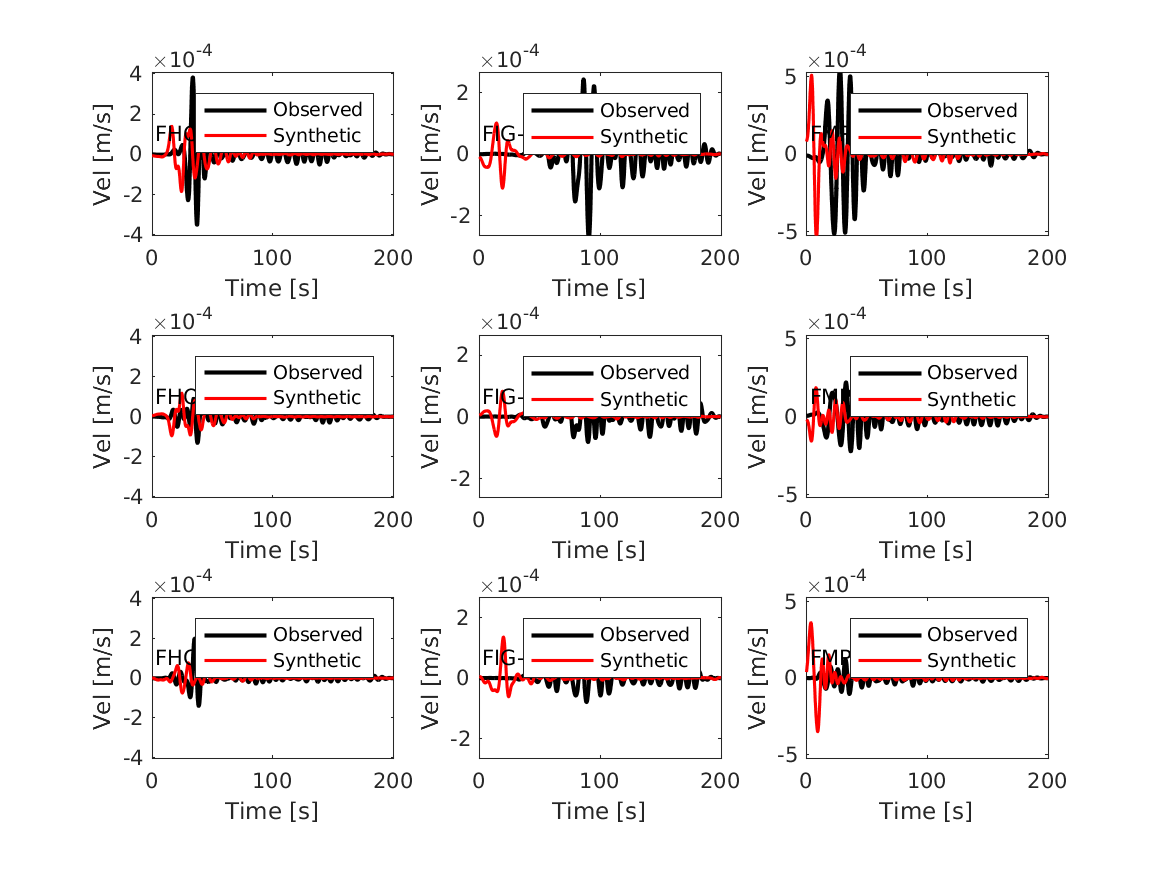 ×10-4
4
2
0
-2
-4
Vel [m/s]
FHC
Observed
Synthetic
0 100 200
Time [s]
×10-4
2
0
-2
Vel [m/s]
FIG-
Observed
Synthetic
0 100 200
Time [s]
×10-4
5
0
-5
Vel [m/s]
FMP
Observed
Synthetic
0 100 200
Time [s]
×10-4
4
2
0
-2
-4
Vel [m/s]
FHC
Observed
Synthetic
0 100 200
Time [s]
×10-4
2
0
-2
Vel [m/s]
FIG-
Observed
Synthetic
0 100 200
Time [s]
×10-4
5
0
-5
Vel [m/s]
FMP
Observed
Synthetic
0 100 200
Time [s]
×10-4
4
2
0
-2
-4
Vel [m/s]
FHC
Observed
Synthetic
0 100 200
Time [s]
×10-4
2
0
-2
Vel [m/s]
FIG-
Observed
Synthetic
0 100 200
Time [s]
×10-4
5
0
-5
Vel [m/s]
FMP
Observed
Synthetic
0 100 200
Time [s]